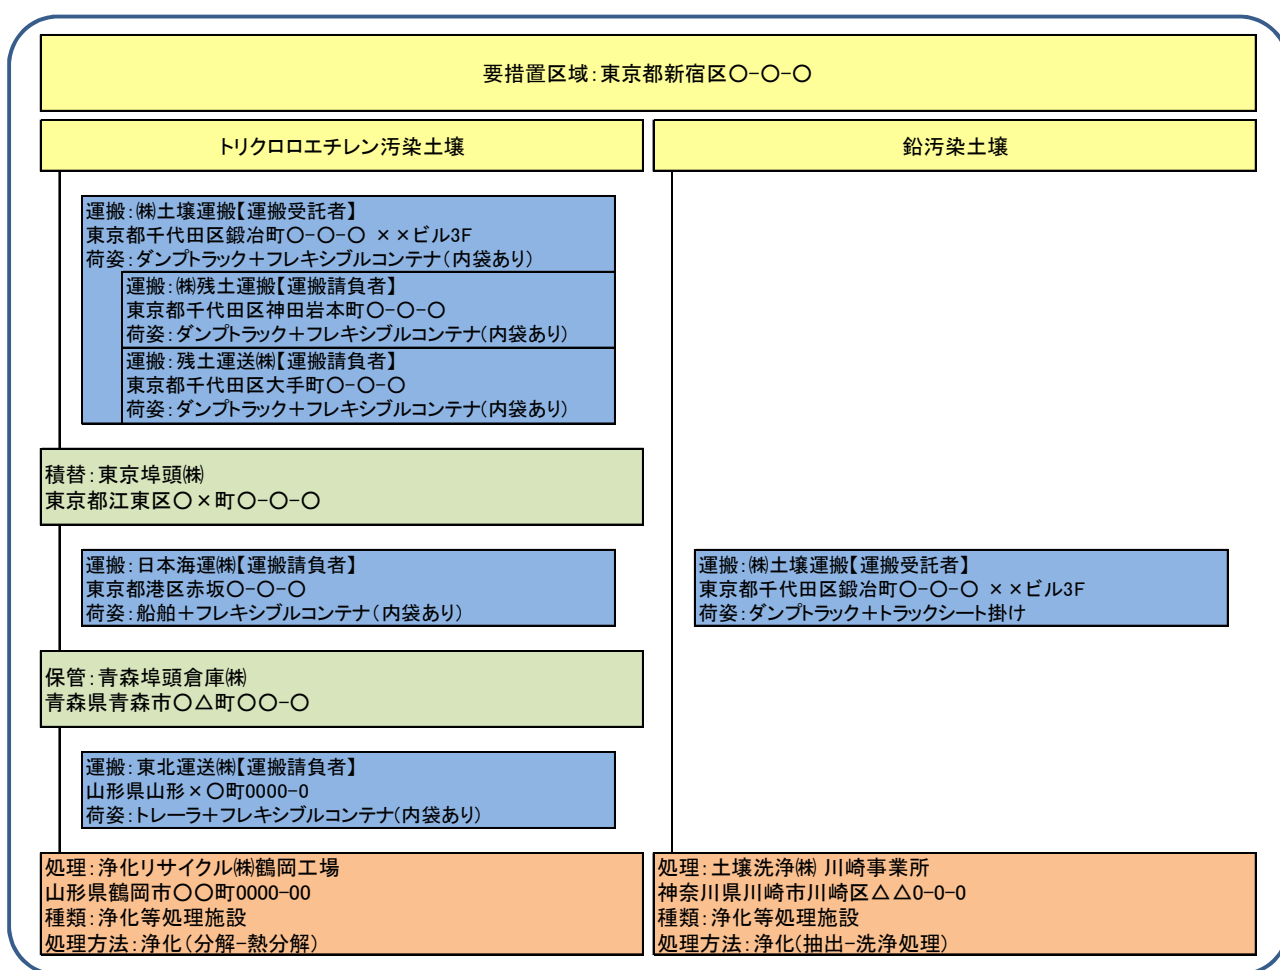 要措置区域：東京都新宿区〇-〇-〇
トリクロロエチレン汚染土壌
鉛汚染土壌
運搬：㈱土壌運搬【運搬受託者】
東京都千代田区鍛冶町〇-〇-〇 ××ビル3F
荷姿：ダンプトラック＋フレキシブルコンテナ（内袋あり）
運搬：㈱残土運搬【運搬請負者】
東京都千代田区神田岩本町〇-〇-〇
荷姿：ダンプトラック＋フレキシブルコンテナ（内袋あり）
運搬：残土運送㈱【運搬請負者】
東京都千代田区大手町〇-〇-〇
荷姿：ダンプトラック＋フレキシブルコンテナ（内袋あり）
積替：東京埠頭㈱
東京都江東区〇×町〇-〇-〇
運搬：日本海運㈱【運搬請負者】
東京都港区赤坂〇-〇-〇
荷姿：船舶＋フレキシブルコンテナ（内袋あり）
運搬：㈱土壌運搬【運搬受託者】
東京都千代田区鍛冶町〇-〇-〇 ××ビル3F
荷姿：ダンプトラック＋トラックシート掛け
保管：青森埠頭倉庫㈱
青森県青森市〇△町〇〇-〇
運搬：東北運送㈱【運搬請負者】
山形県山形×〇町0000-0
荷姿：トレーラ＋フレキシブルコンテナ（内袋あり）
処理：浄化リサイクル㈱鶴岡工場
山形県鶴岡市〇〇町0000-00
種類：浄化等処理施設
処理方法：浄化（分解-熱分解）
処理：土壌洗浄㈱ 川崎事業所
神奈川県川崎市川崎区△△0-0-0
種類：浄化等処理施設
処理方法：浄化（抽出-洗浄処理）